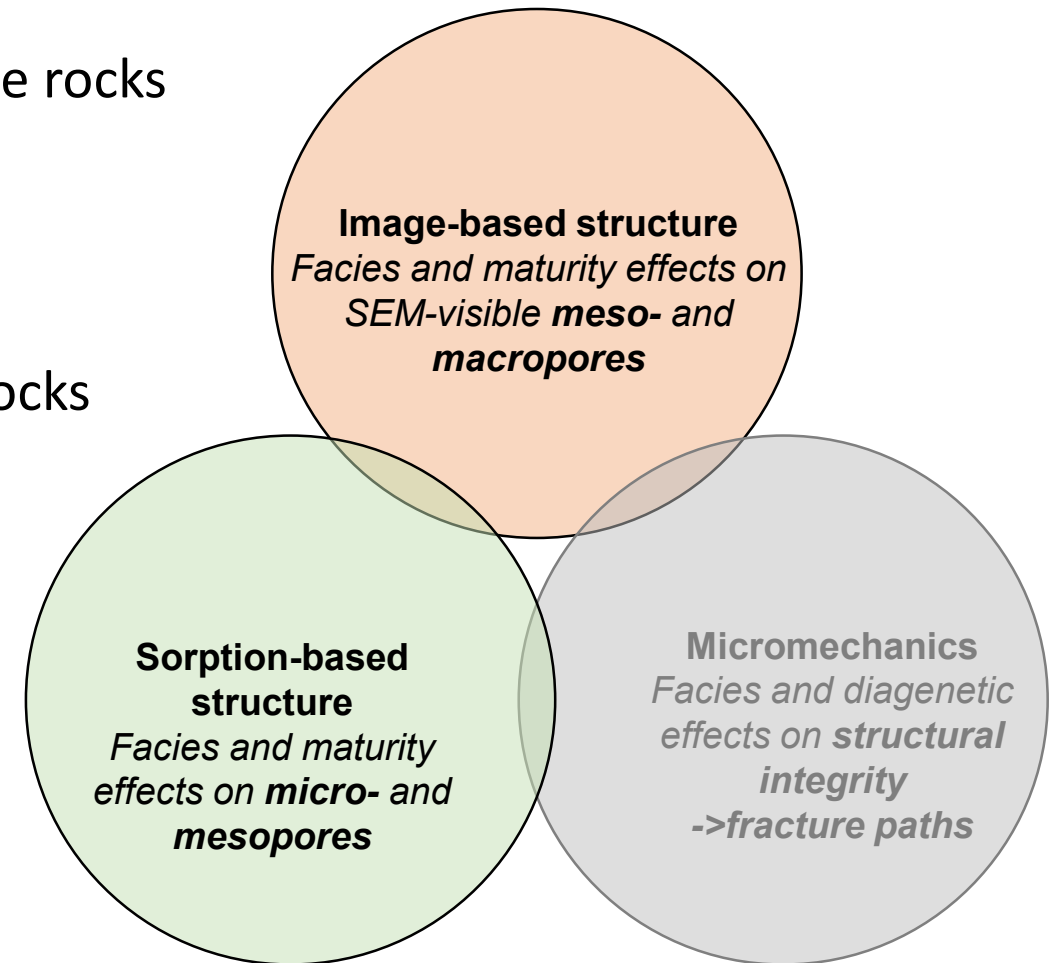 e rocks
Image-based structure
Facies and maturity effects on
SEM-visible meso- and
macropores
ocks
Sorption-based
structure
Facies and maturity
effects on micro- and
mesopores
Micromechanics
Facies and diagenetic
effects on structural
integrity
->fracture paths